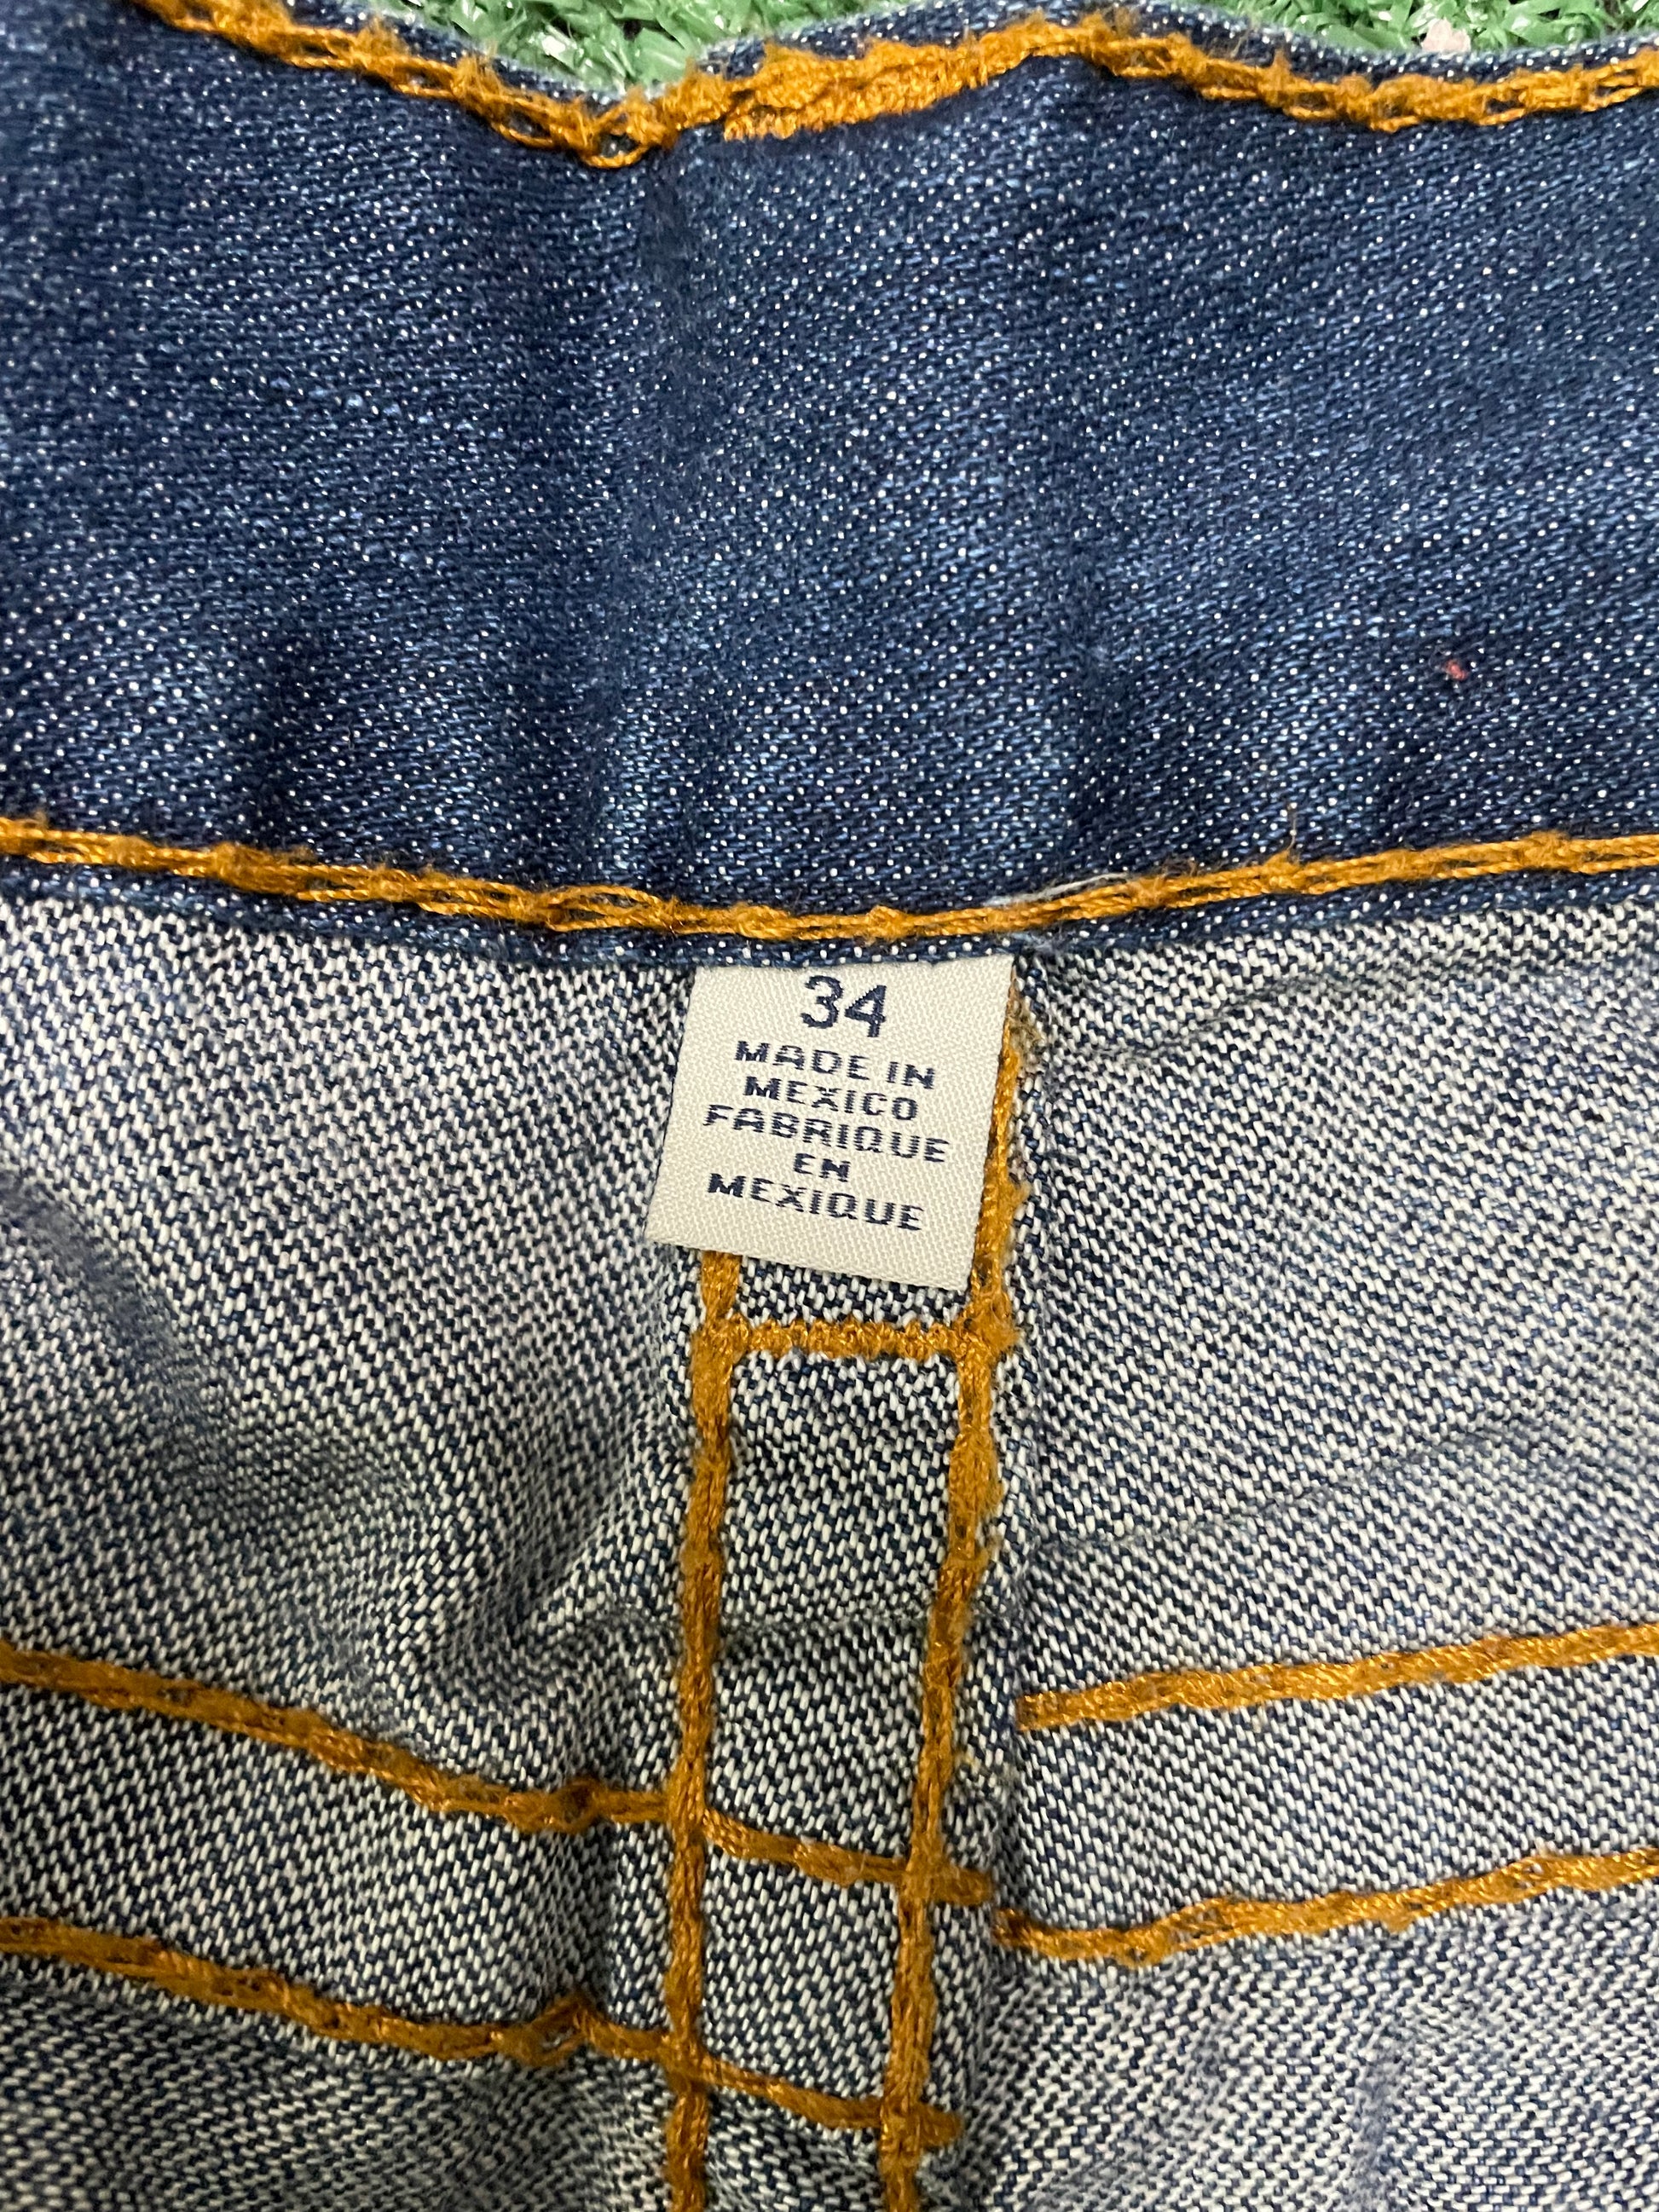 34
MADE IN
MEXICO
FABRIQUE
EN
MEXIQUE